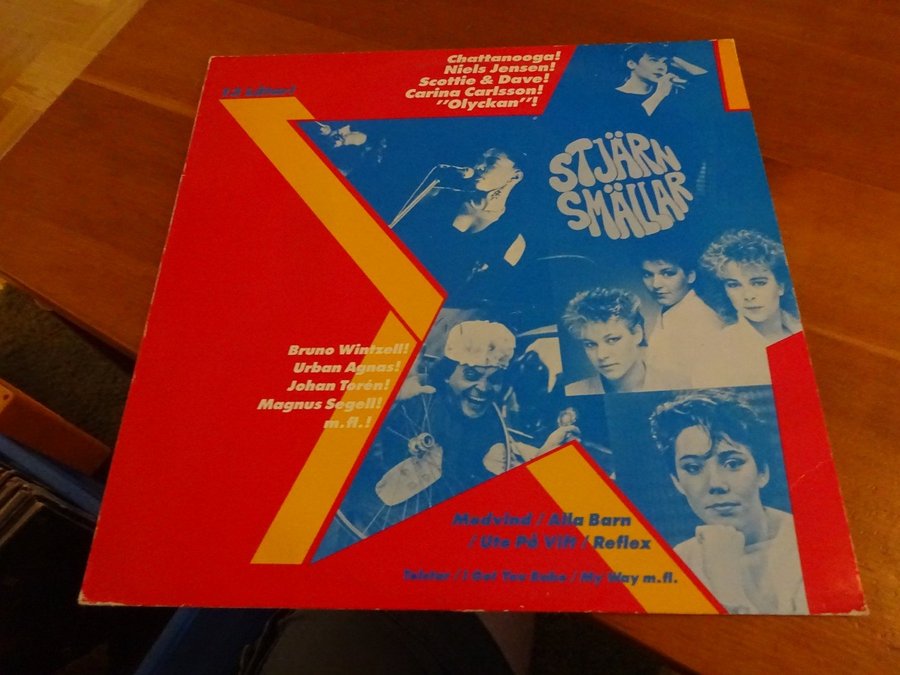 Chattanooga!
Niels Jensen!
Scottie & Dave!
Carina Carlsson!
"Olyckan"!
STJÄRN
SMÄLLAR
Bruno Wintzell!
Urban Agnas!
Johan Torén!
Magnus Segell!
m.fl.!
Medvind / Alla Barn
/ Ute På Vift / Reflex
Telstar / I Got You Babe / My Way m.fl.